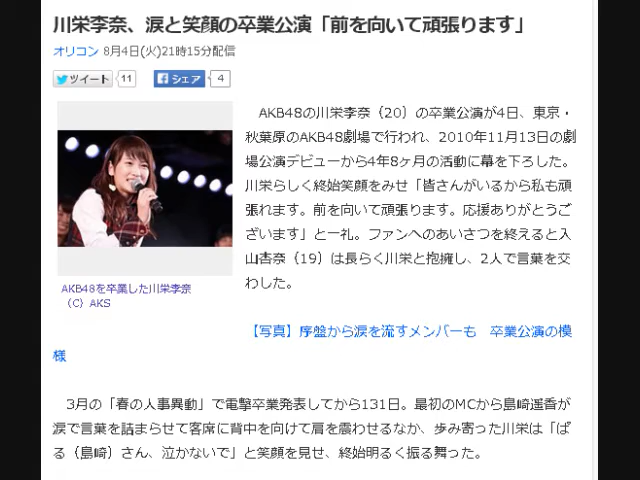 川栄李奈、涙と笑顔の卒業公演「前を向いて頑張ります」
オリコン 8月4日(火)21時15分配信
ツイート 11 シェア 4
AKB48の川栄李奈（20）の卒業公演が4日、東京・
秋葉原のAKB48劇場で行われ、2010年11月13日の劇
場公演デビューから4年8ヶ月の活動に幕を下ろした。
川栄らしく終始笑顔をみせ「皆さんがいるから私も頑
張れます。前を向いて頑張ります。応援ありがとうご
ざいます」と一礼。ファンへのあいさつを終えると入
山杏奈（19）は長らく川栄と抱擁し、2人で言葉を交
わした。
AKB48を卒業した川栄李奈
（C）AKS
【写真】序盤から涙を流すメンバーも　卒業公演の模
様
3月の「春の人事異動」で電撃卒業発表してから131日。最初のMCから島崎遥香が
涙で言葉を詰まらせて客席に背中を向けて肩を震わせるなか、歩み寄った川栄は「ぱ
る（島崎）さん、泣かないで」と笑顔を見せ、終始明るく振る舞った。